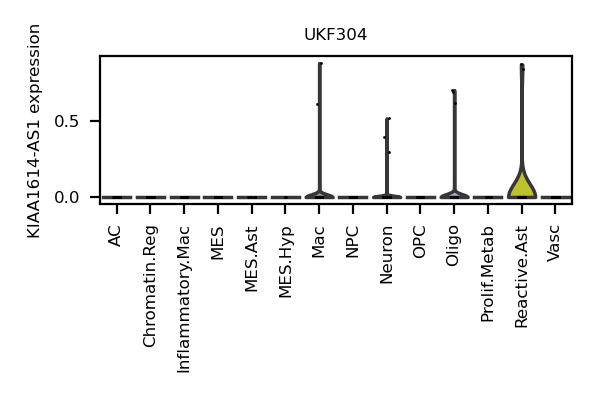 UKF304
KIAA1614-AS1 expression
0.5
0.0
AC
Chromatin.Reg
Inflammatory.Mac
MES
MES.Ast
MES.Hyp
Mac
NPC
Neuron
OPC
Oligo
Prolif.Metab
Reactive.Ast
Vasc